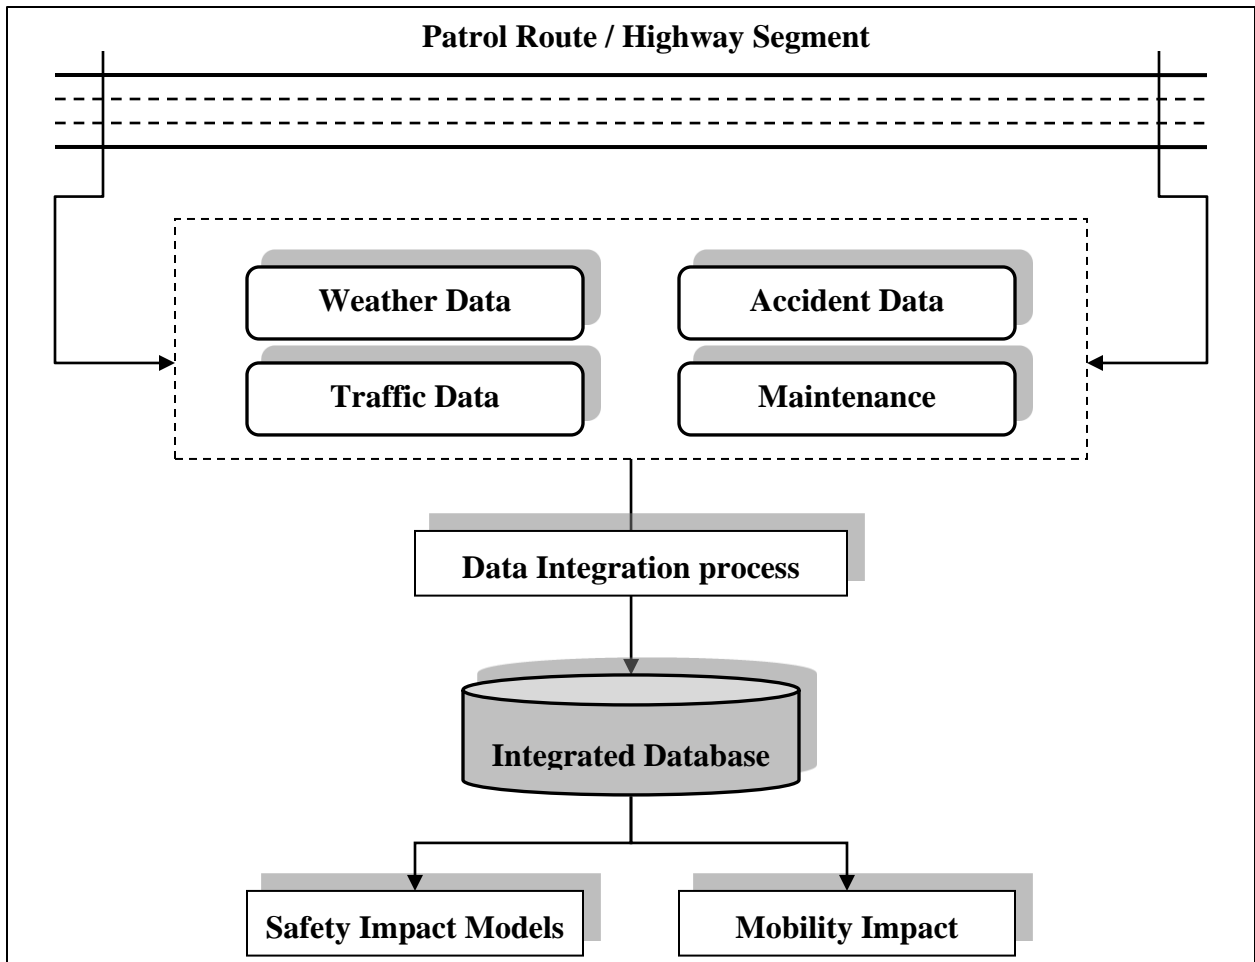 Patrol Route / Highway Segment
Weather Data
Accident Data
Traffic Data
Maintenance
Data Integration process
Integrated Database
Safety Impact Models
Mobility Impact